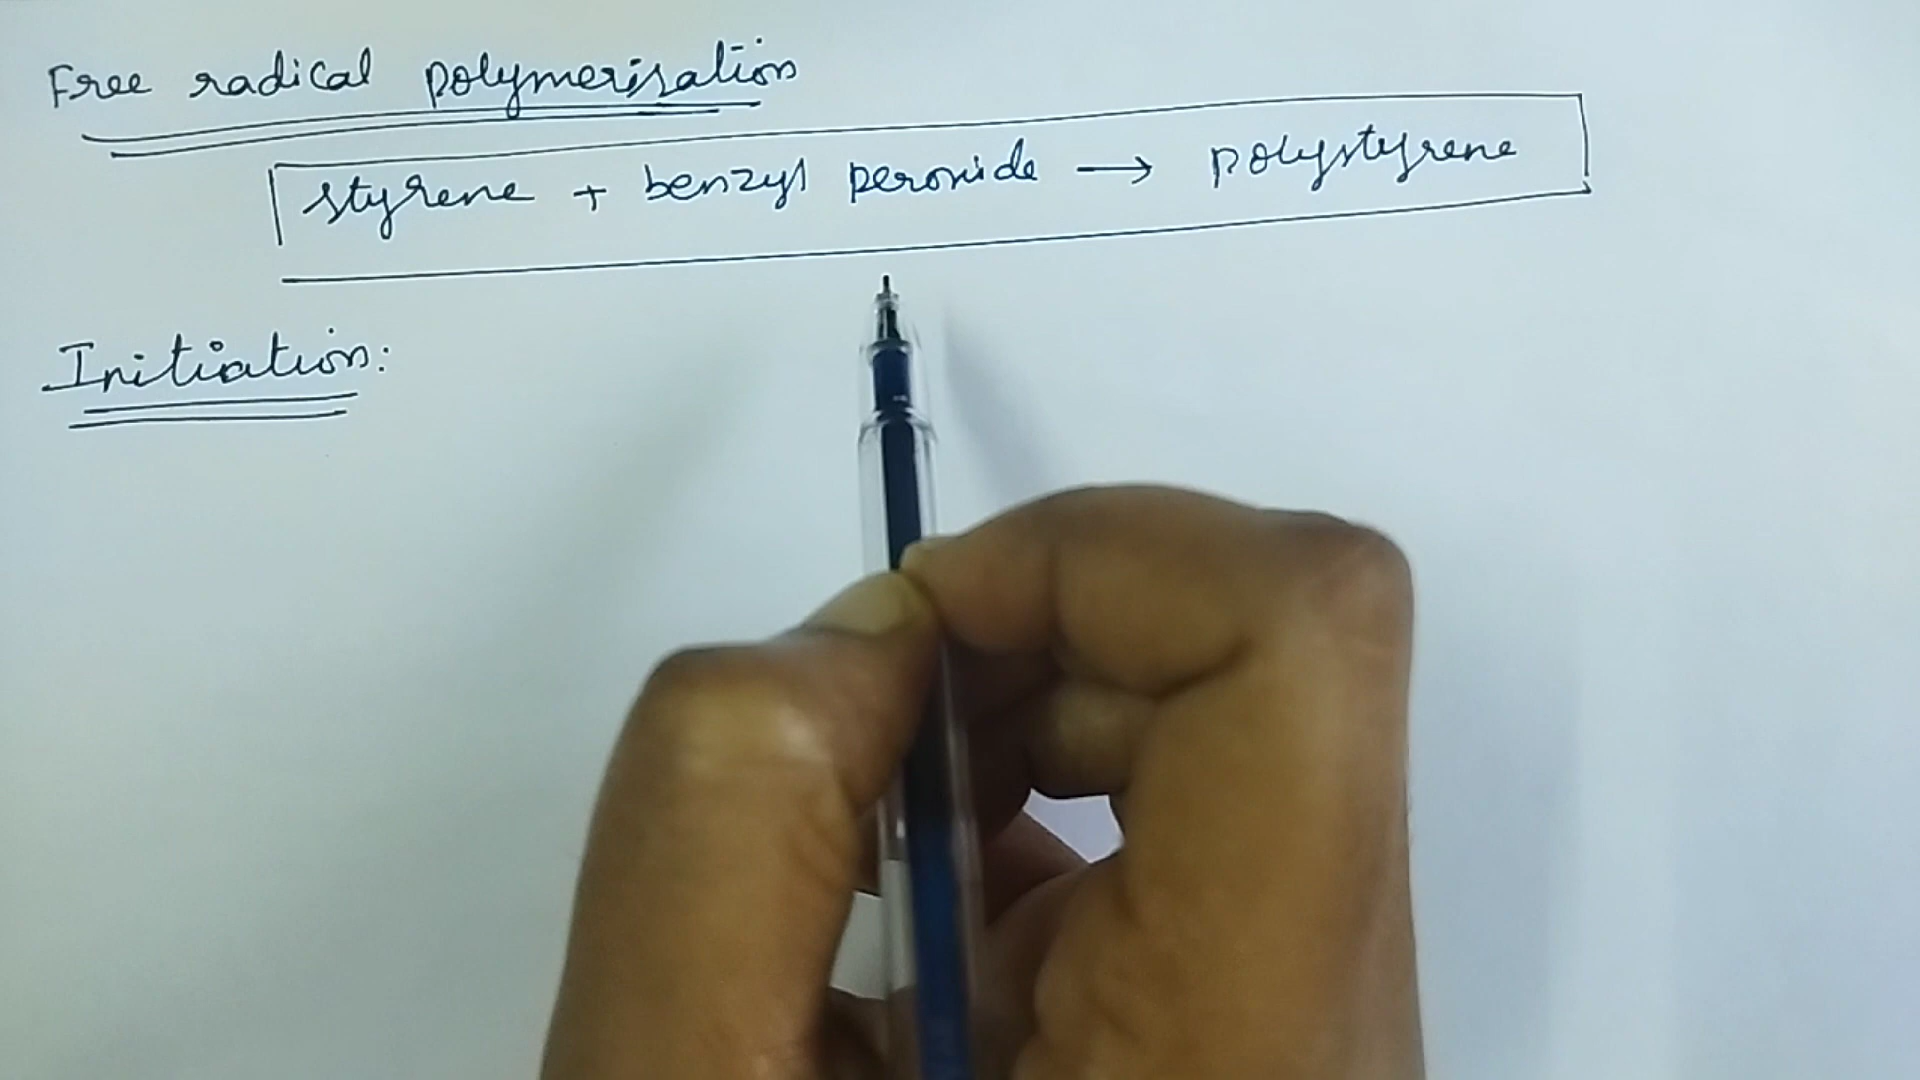 Free radical polymerisation
styrene + benzyl peroxide → polystyrene
Initiation: